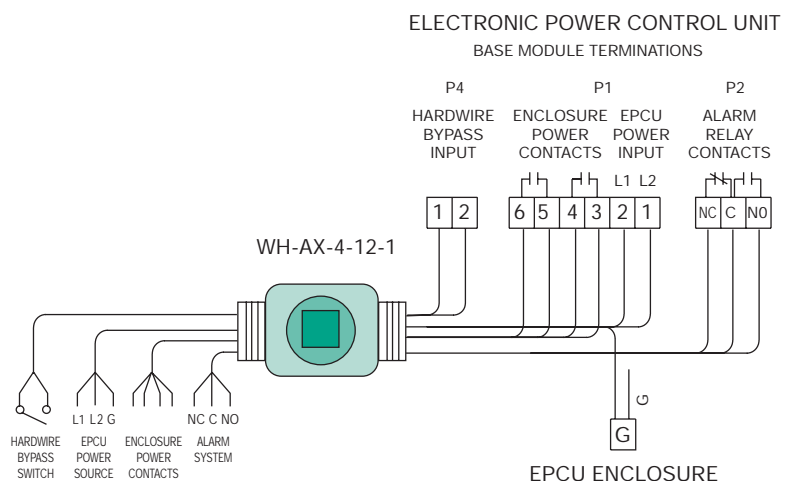 ELECTRONIC POWER CONTROL UNIT
BASE MODULE TERMINATIONS
P4 P1 P2
HARDWIRE ENCLOSURE EPCU ALARM
BYPASS POWER POWER RELAY
INPUT CONTACTS INPUT CONTACTS
L1 L2
1 2 6 5 4 3 2 1 NC C NO
WH-AX-4-12-1
L1 L2 G NC C NO
HARDWIRE EPCU ENCLOSURE ALARM
BYPASS POWER POWER SYSTEM
SWITCH SOURCE CONTACTS
G
G
EPCU ENCLOSURE